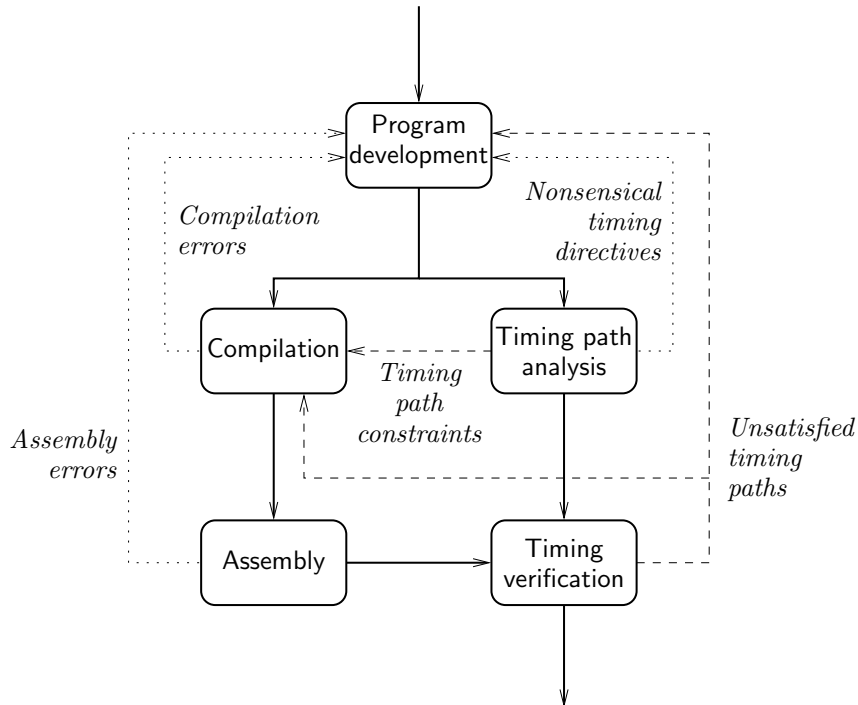 Program
development
Compilation
errors
Nonsensical
timing
directives
Compilation
Timing path
analysis
Timing
path
constraints
Assembly
errors
Unsatisfied
timing
paths
Assembly
Timing
verification